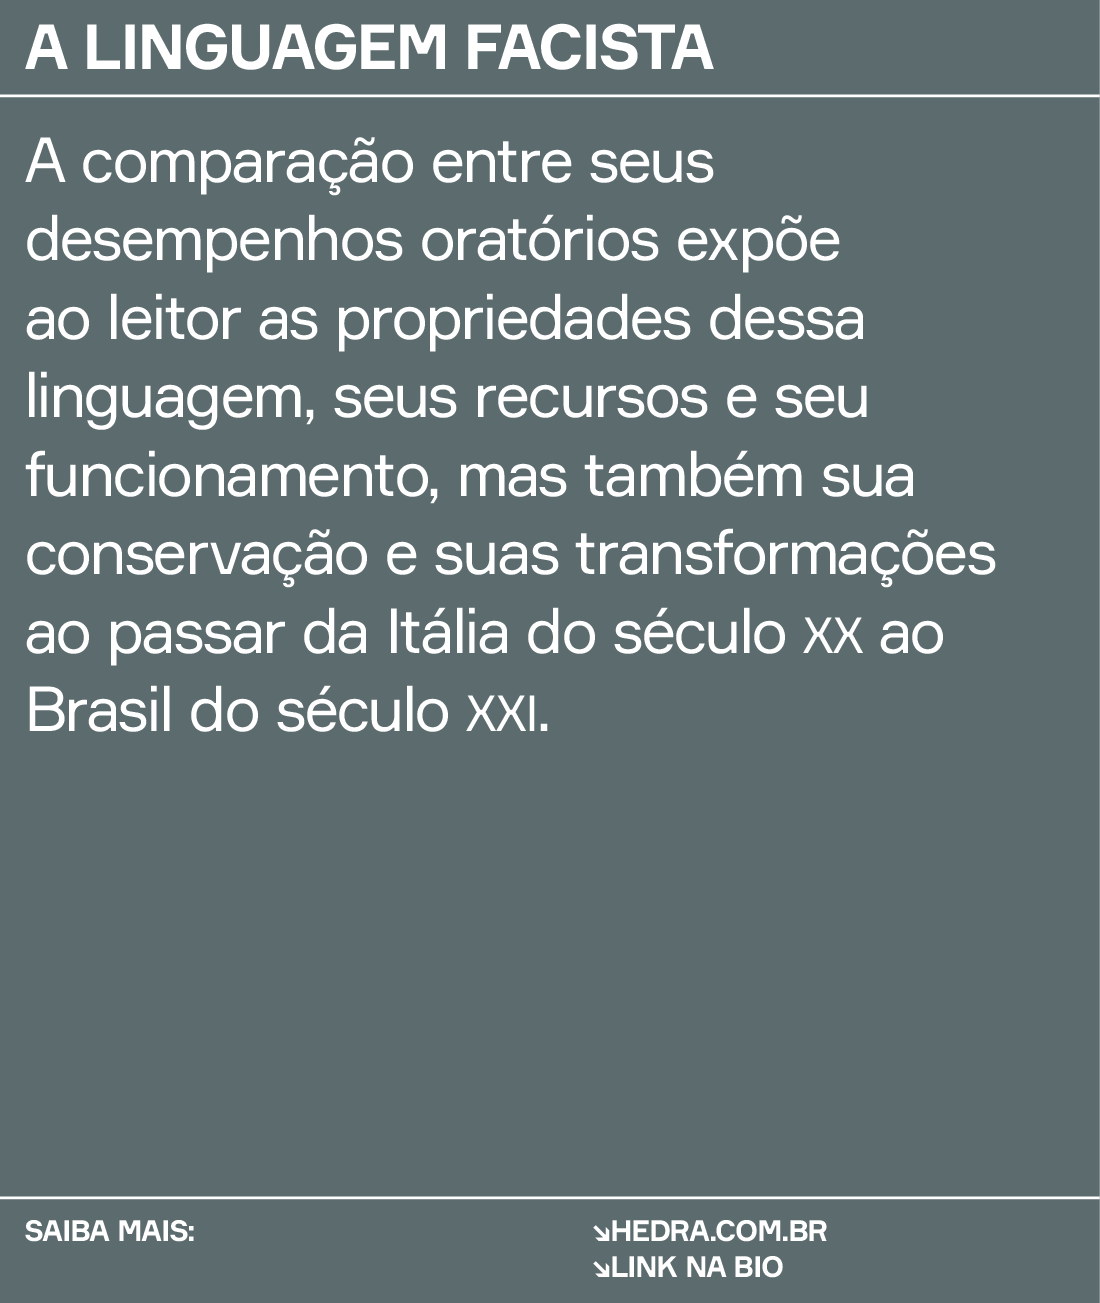 A LINGUAGEM FACISTA
A comparação entre seus
desempenhos oratórios expõe
ao leitor as propriedades dessa
linguagem, seus recursos e seu
funcionamento, mas também sua
conservação e suas transformações
ao passar da Itália do século XX ao
Brasil do século XXI.
SAIBA MAIS:
↘HEDRA.COM.BR
↘LINK NA BIO